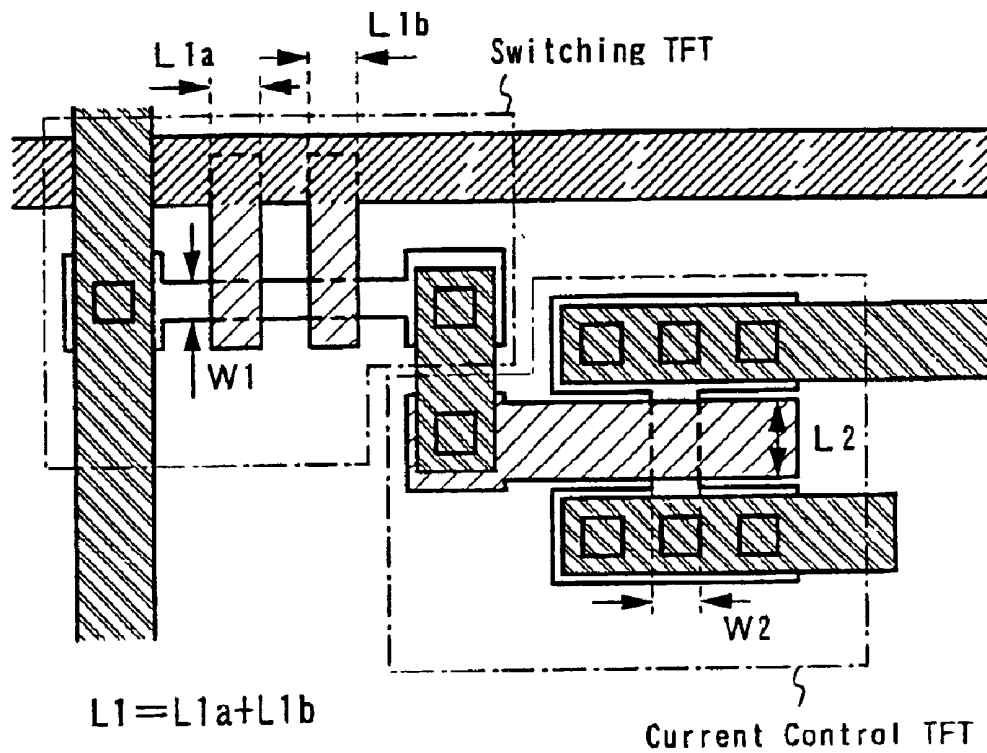 L1b
L1a
Switching TFT
W1
L2
W2
L1=L1a+L1b
Current Control TFT